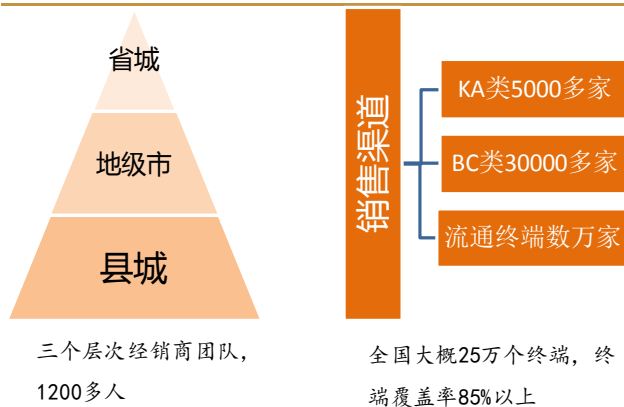 省城
地级市
县城
三个层次经销商团队，
1200多人
销售渠道
KA类5000多家
BC类30000多家
流通终端数万家
全国大概25万个终端，终
端覆盖率85%以上